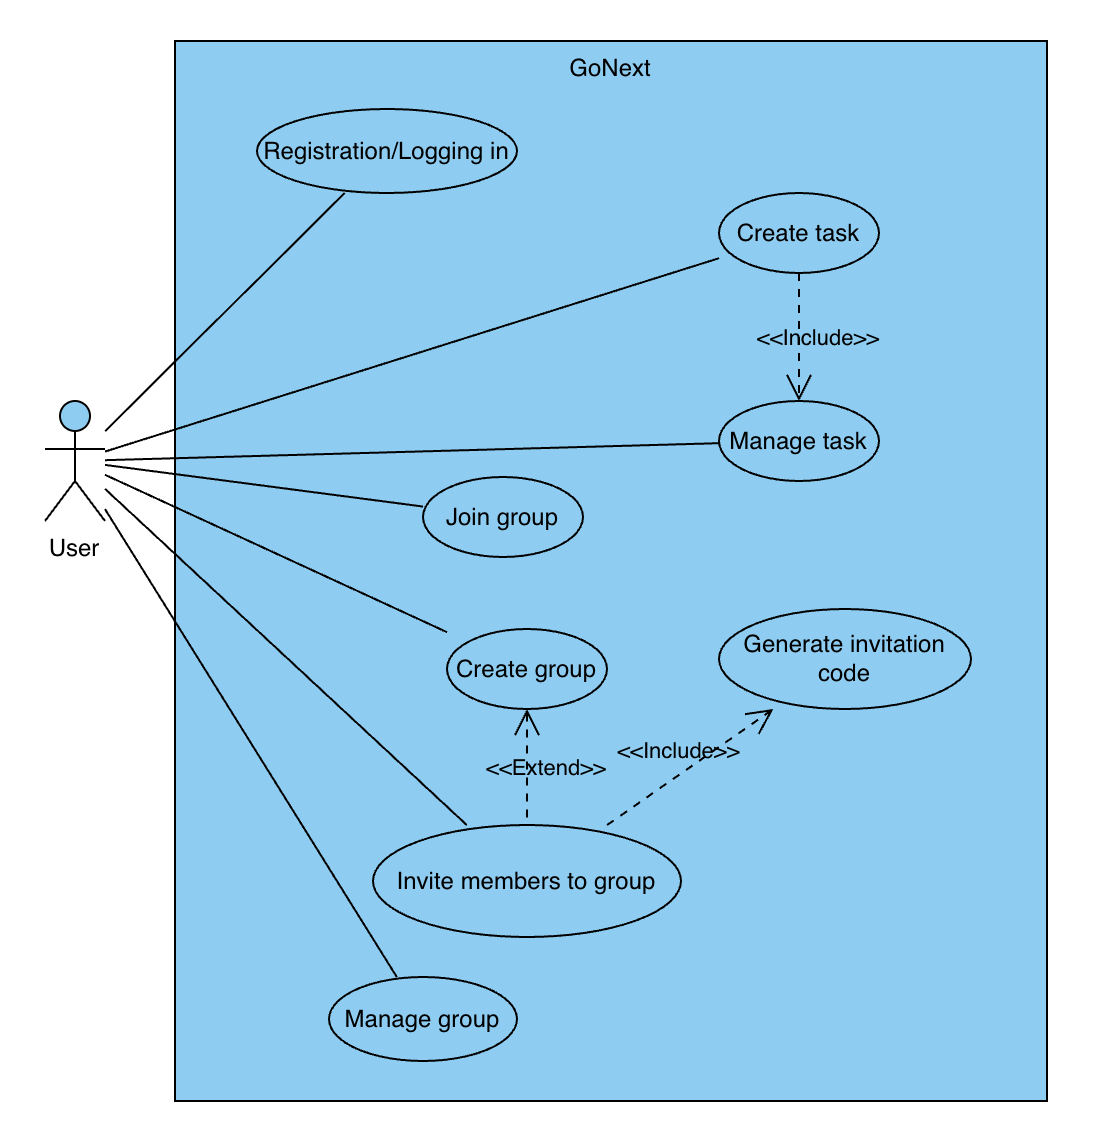 GoNext
Registration/Logging in
Create task
<<Include>>
Manage task
Join group
User
Generate invitation
code
Create group
<<Include>>
<<Extend>>
Invite members to group
Manage group